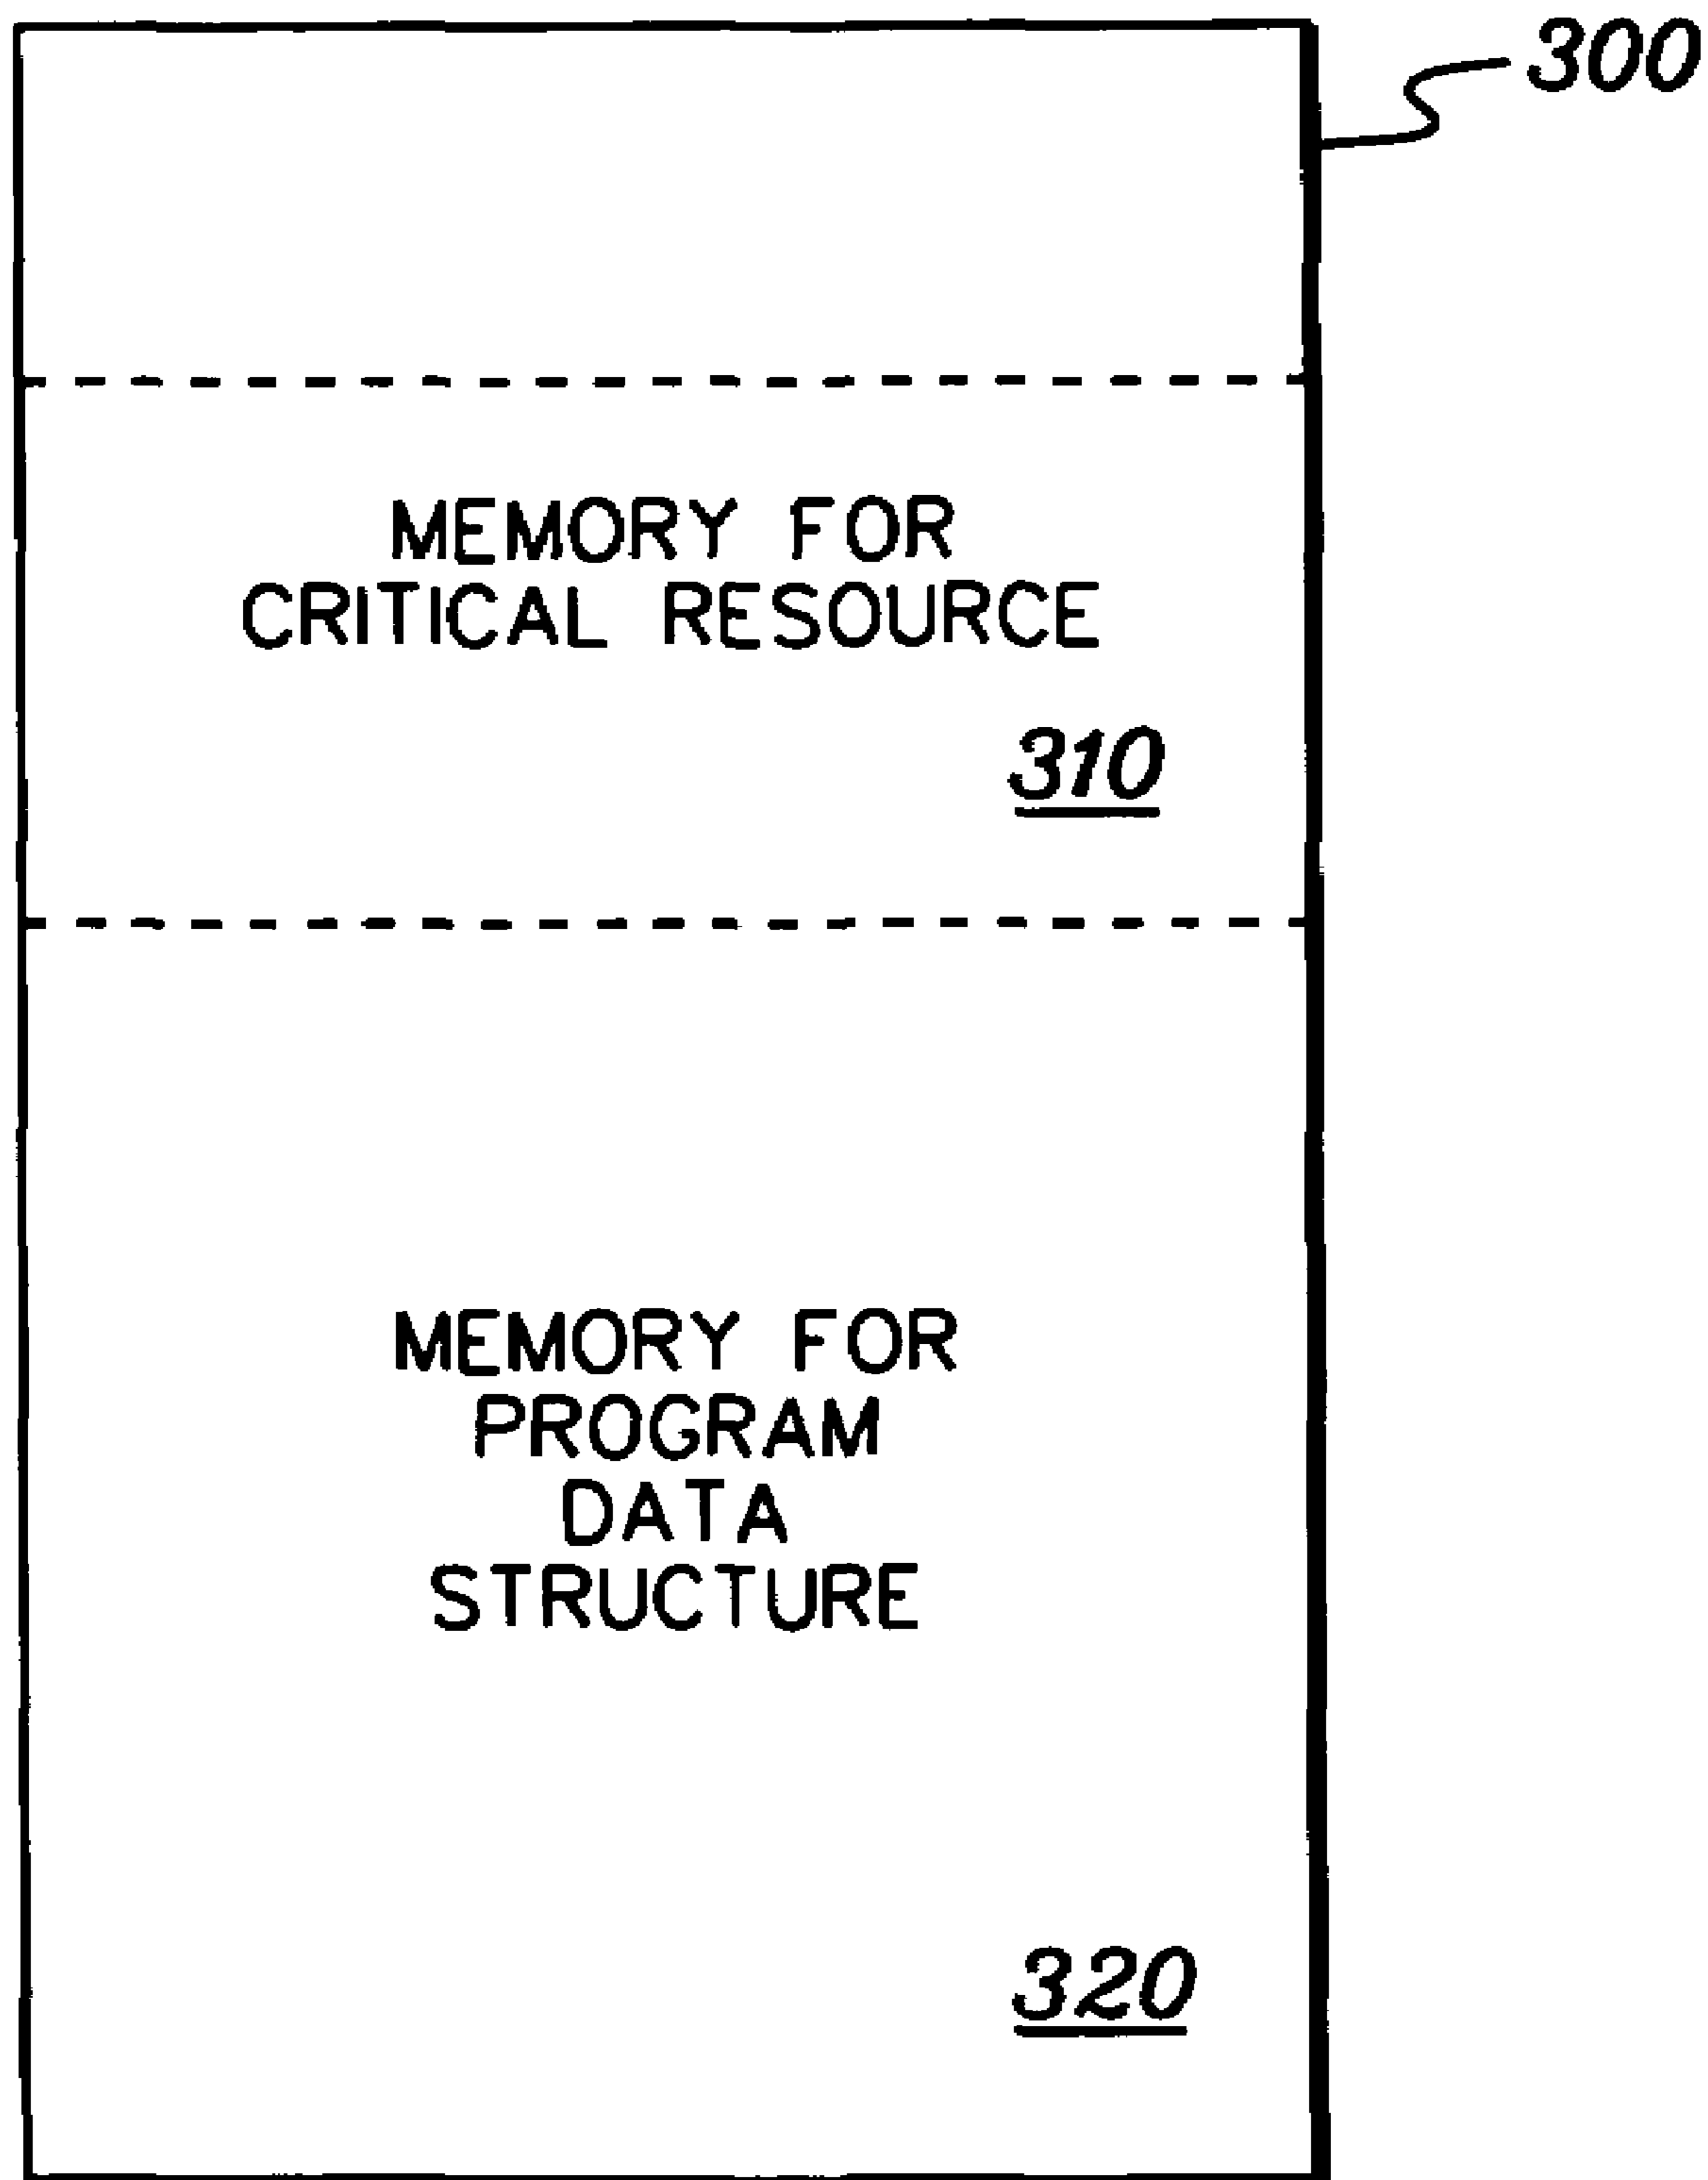 300
MEMORY FOR
CRITICAL RESOURCE
310
MEMORY FOR
PROGRAM
DATA
STRUCTURE
320